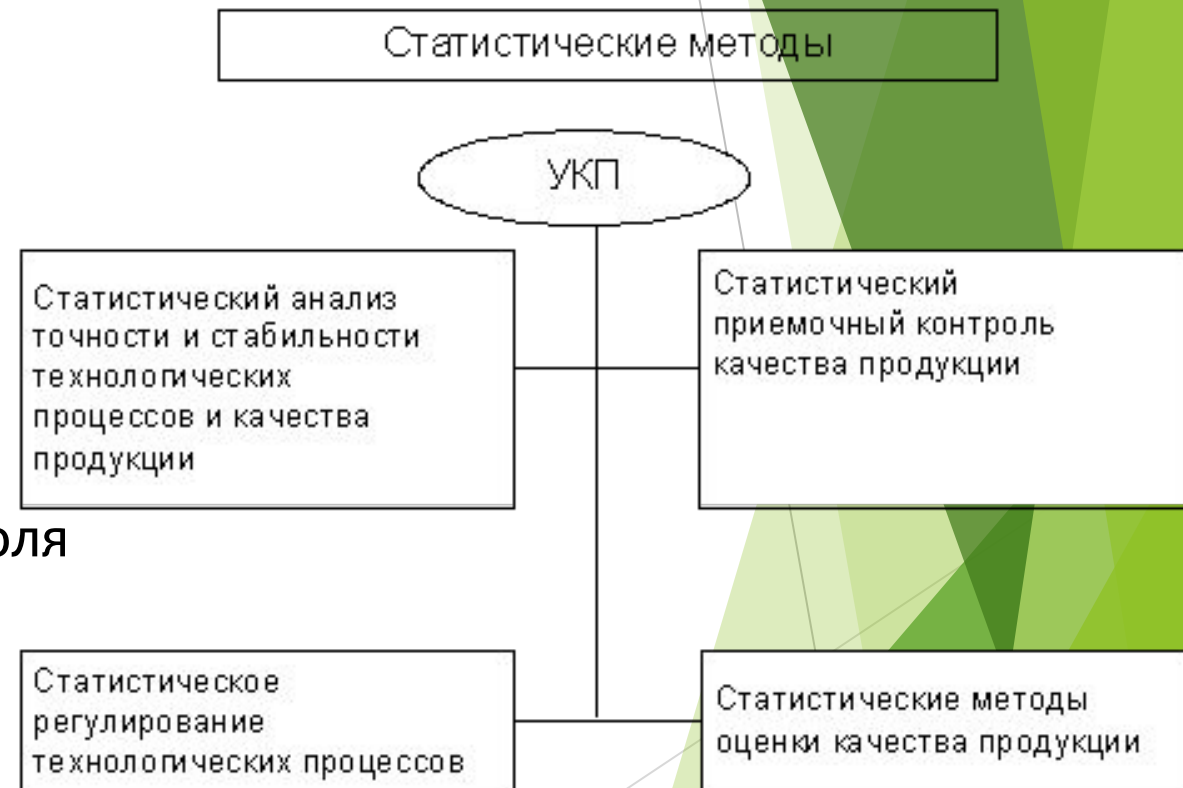 Статистические методы
УКП
Статистический анализ
точности и стабильности
технологических
процессов и качества
продукции
Статистический
приемочный контроль
качества продукции
оля
Статистическое
регулирование
технологических процессов
Статистические методы
оценки качества продукции